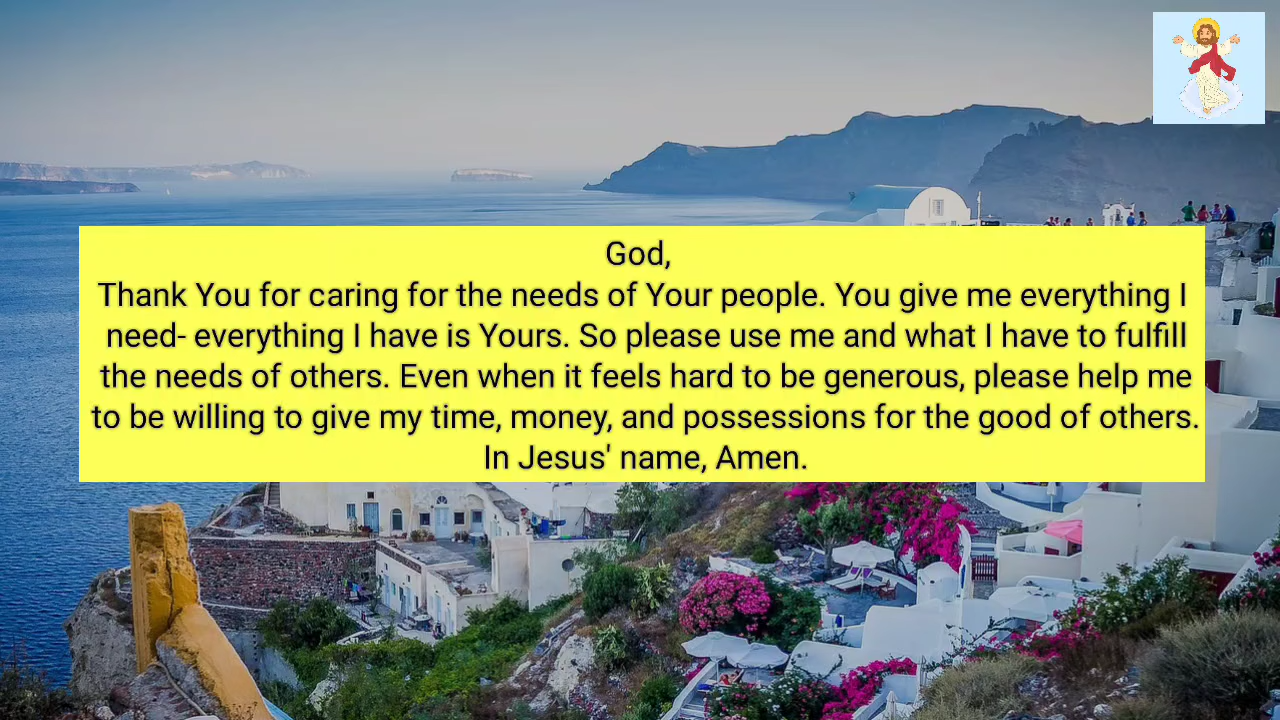 God,
Thank You for caring for the needs of Your people. You give me everything I
need- everything I have is Yours. So please use me and what I have to fulfill
the needs of others. Even when it feels hard to be generous, please help me
to be willing to give my time, money, and possessions for the good of others.
In Jesus' name, Amen.